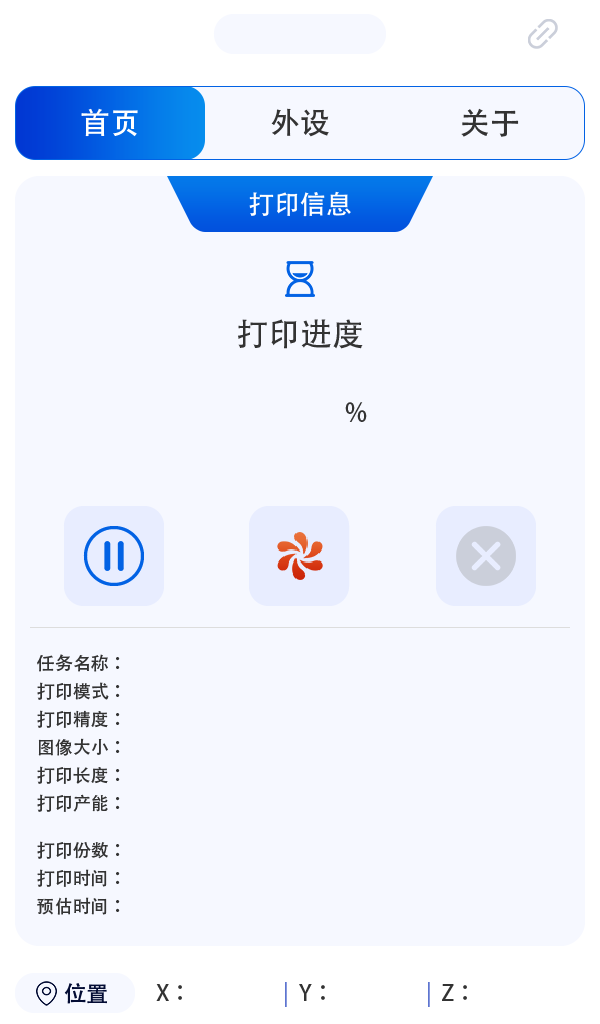 首页 外设 关于
打印信息
打印进度
%
任务名称：
打印模式：
打印精度：
图像大小：
打印长度：
打印产能：
打印份数：
打印时间：
预估时间：
位置 X： Y： Z：